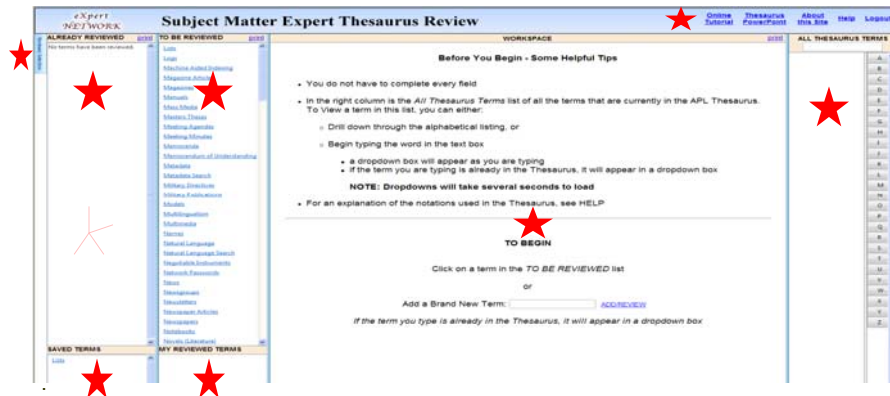 eXpert
NETWORK
Subject Matter Expert Thesaurus Review
Online
Tutorial
Thesaurus
PowerPoint
About
this Site
Help
Logout
ALREADY REVIEWED print
No terms have been reviewed.
TO BE REVIEWED print
Lists
Logs
Machine Aided Indexing
Magazine Articles
Magazines
Manuals
Mass Media
Masters Theses
Meeting Agendas
Meeting Minutes
Memoranda
Memorandum of Understanding
Metadata
Metadata Search
Military Directives
Military Publications
Models
Multilingualism
Multimedia
Names
Natural Language
Natural Language Search
Negotiable Instruments
Network Passwords
News
Newsgroups
Newsletters
Newspaper Articles
Newspapers
Notebooks
Novels (Literature)
SAVED TERMS
Lists
MY REVIEWED TERMS
WORKSPACE print
Before You Begin - Some Helpful Tips
• You do not have to complete every field
• In the right column is the All Thesaurus Terms list of all the terms that are currently in the APL Thesaurus.
To View a term in this list, you can either:
○ Drill down through the alphabetical listing, or
○ Begin typing the word in the text box
• a dropdown box will appear as you are typing
• if the term you are typing is already in the Thesaurus, it will appear in a dropdown box
NOTE: Dropdowns will take several seconds to load
• For an explanation of the notations used in the Thesaurus, see HELP
TO BEGIN
Click on a term in the TO BE REVIEWED list
or
Add a Brand New Term: ADD/REVIEW
If the term you type is already in the Thesaurus, it will appear in a dropdown box
ALL THESAURUS TERMS
A
B
C
D
E
F
G
H
I
J
K
L
M
N
O
P
Q
R
S
T
U
V
W
X
Y
Z